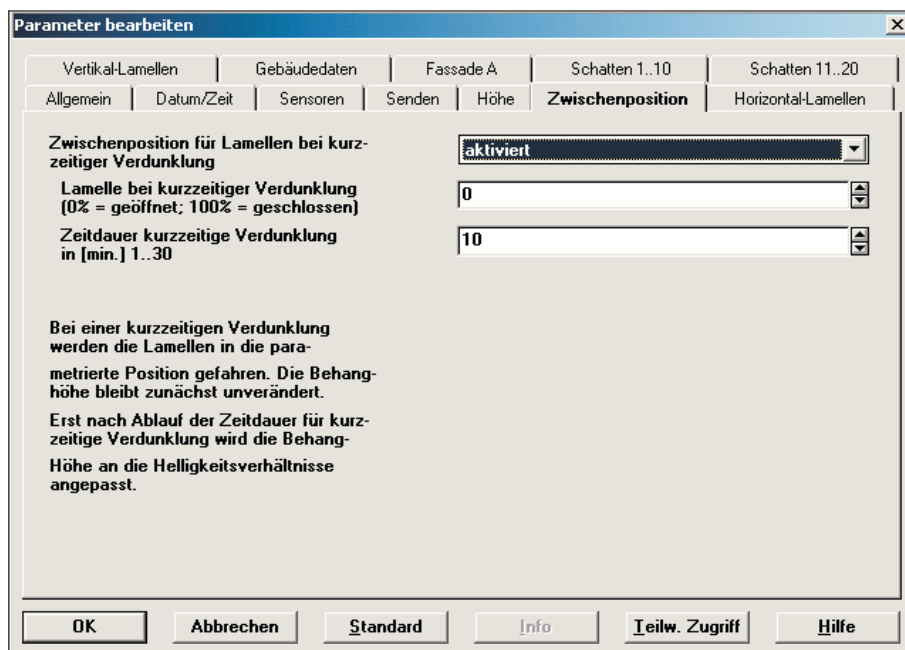 Parameter bearbeiten
Vertikal-Lamellen
Gebäudedaten
Fassade A
Schatten 1..10
Schatten 11..20
Allgemein
Datum/Zeit
Sensoren
Senden
Höhe
Zwischenposition
Horizontal-Lamellen
Zwischenposition für Lamellen bei kurz-
zeitiger Verdunklung
aktiviert
Lamelle bei kurzzeitiger Verdunklung
(0% = geöffnet; 100% = geschlossen)
0
Zeitdauer kurzzeitige Verdunklung
in [min.] 1..30
10
Bei einer kurzzeitigen Verdunklung
werden die Lamellen in die para-
metrierte Position gefahren. Die Behang-
höhe bleibt zunächst unverändert.
Erst nach Ablauf der Zeitdauer für kurz-
zeitige Verdunklung wird die Behang-
Höhe an die Helligkeitsverhältnisse
angepasst.
OK
Abbrechen
Standard
Info
Teilw. Zugriff
Hilfe